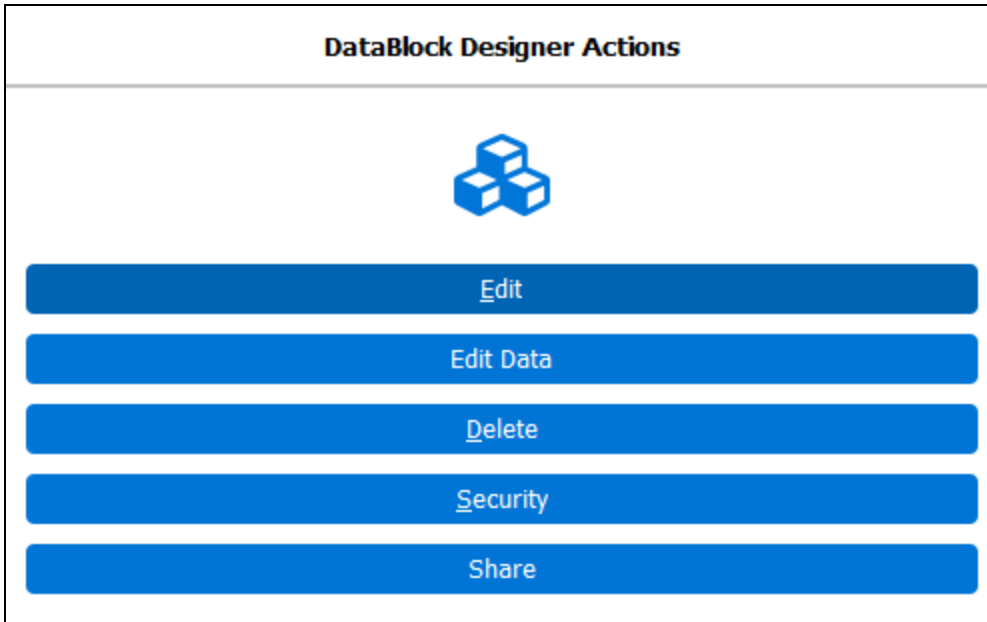 DataBlock Designer Actions
Edit
Edit Data
Delete
Security
Share